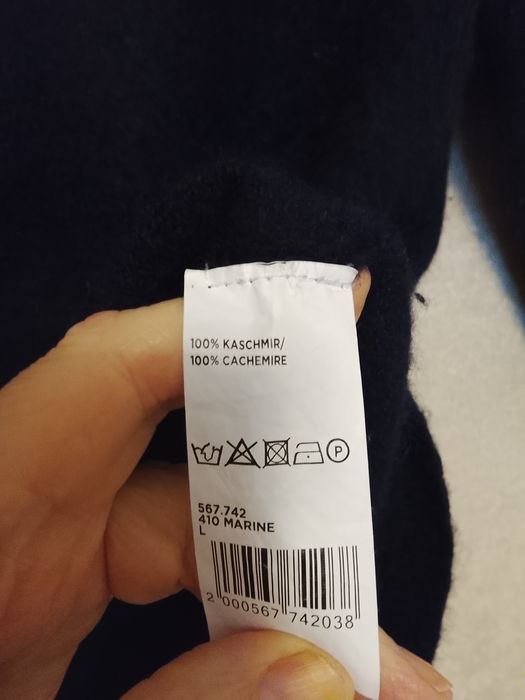 100% KASCHMIR/
100% CACHEMIRE
P
567.742
410 MARINE
L
2 000567 742038